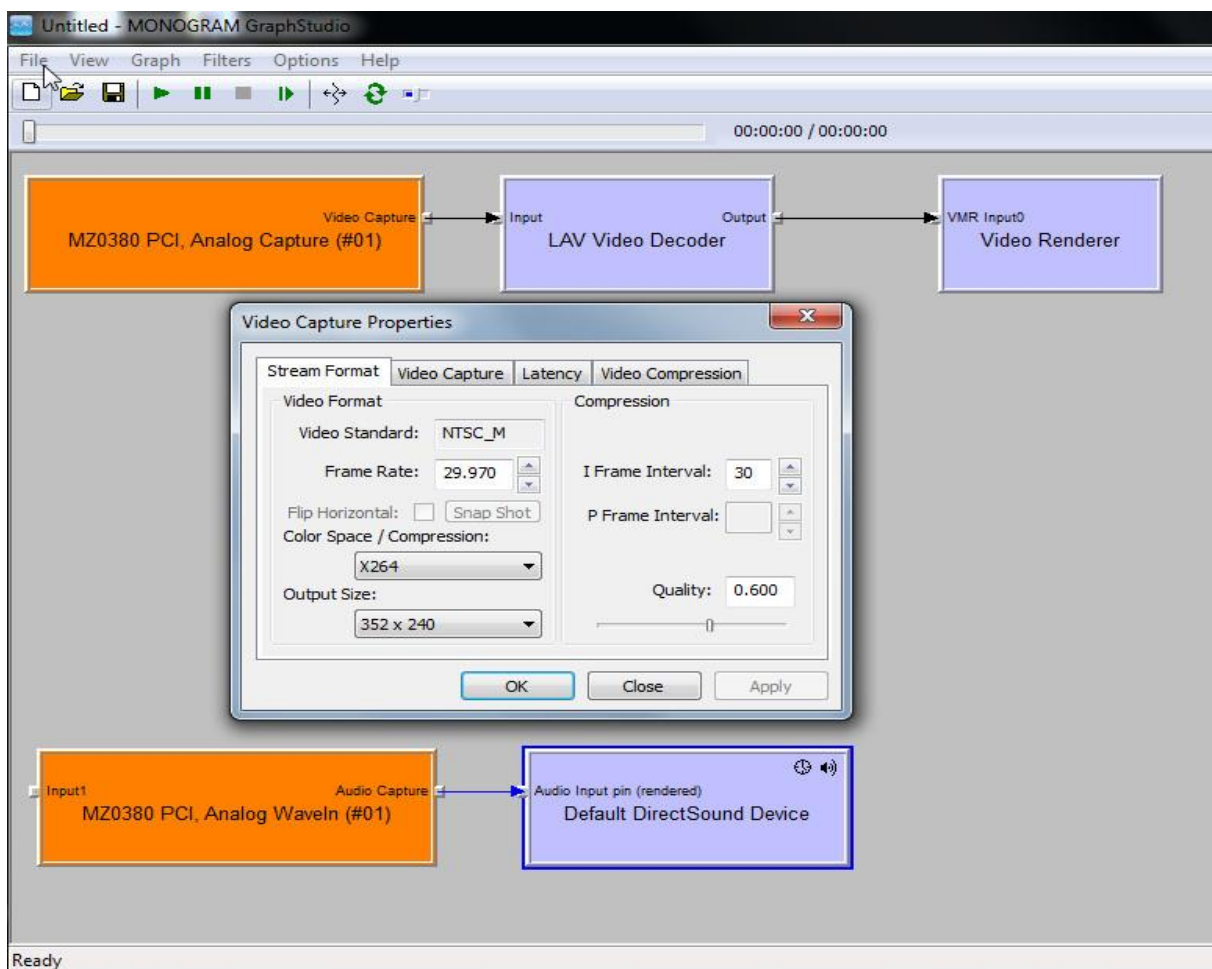 Untitled - MONOGRAM GraphStudio
File View Graph Filters Options Help
00:00:00 / 00:00:00
Video Capture
MZ0380 PCI, Analog Capture (#01)
Input Output
LAV Video Decoder
VMR Input0
Video Renderer
Video Capture Properties
Stream Format Video Capture Latency Video Compression
Video Format
Video Standard: NTSC_M
Frame Rate: 29.970
Flip Horizontal: Snap Shot
Color Space / Compression:
X264
Output Size:
352 x 240
Compression
I Frame Interval: 30
P Frame Interval:
Quality: 0.600
OK Close Apply
Input1 Audio Capture
MZ0380 PCI, Analog WaveIn (#01)
Audio Input pin (rendered)
Default DirectSound Device
Ready